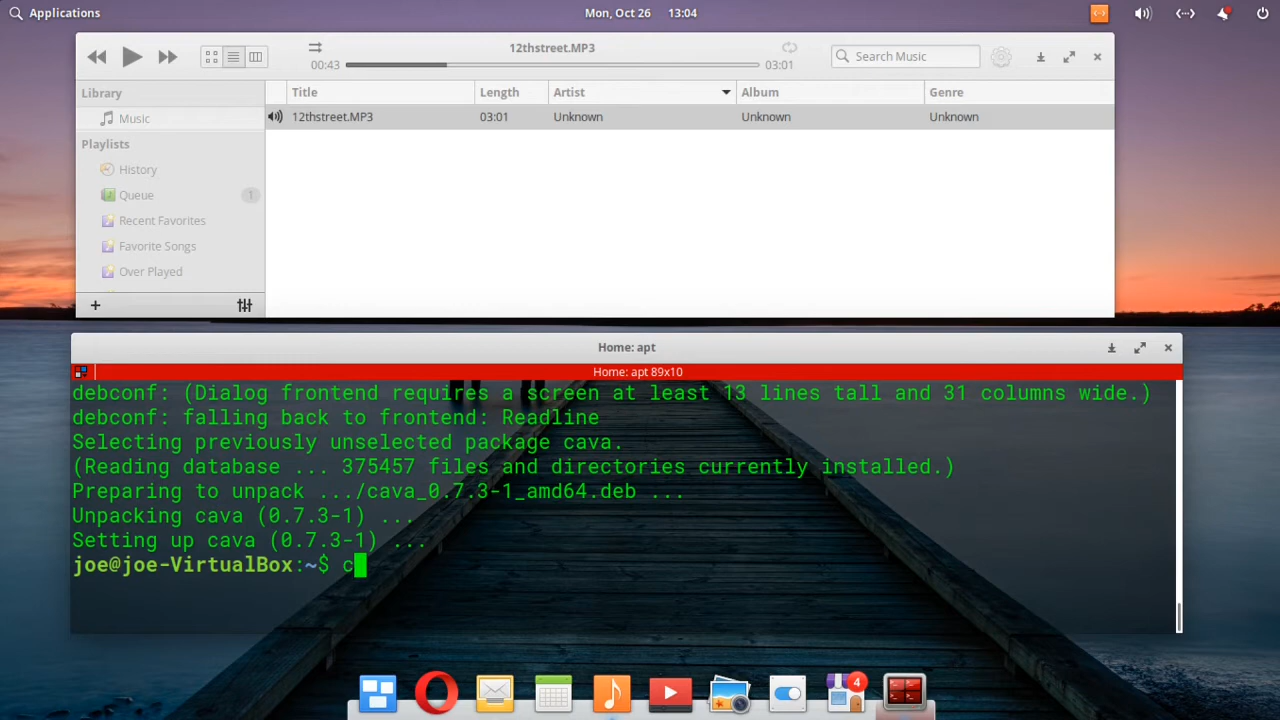 Applications
Mon, Oct 26 13:04
12thstreet.MP3
00:43
03:01
Search Music
Library
Music
Playlists
History
Queue 1
Recent Favorites
Favorite Songs
Over Played
Title Length Artist Album Genre
12thstreet.MP3 03:01 Unknown Unknown Unknown
Home: apt
Home: apt 89x10
debconf: (Dialog frontend requires a screen at least 13 lines tall and 31 columns wide.)
debconf: falling back to frontend: Readline
Selecting previously unselected package cava.
(Reading database ... 375457 files and directories currently installed.)
Preparing to unpack .../cava_0.7.3-1_amd64.deb ...
Unpacking cava (0.7.3-1) ...
Setting up cava (0.7.3-1) ...
joe@joe-VirtualBox:~$ c
4